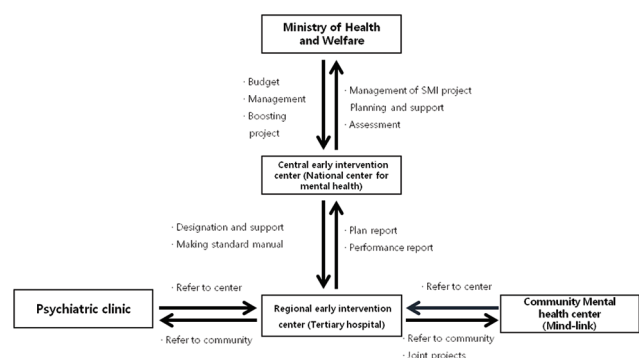 Ministry of Health
and Welfare
· Budget
· Management
· Boosting
project
· Management of SMI project
Planning and support
· Assessment
Central early intervention
center (National center for
mental health)
· Designation and support
· Making standard manual
· Plan report
· Performance report
· Refer to center
· Refer to center
Psychiatric clinic
Regional early intervention
center (Tertiary hospital)
Community Mental
health center
(Mind-link)
· Refer to community
· Refer to community
· Joint projects